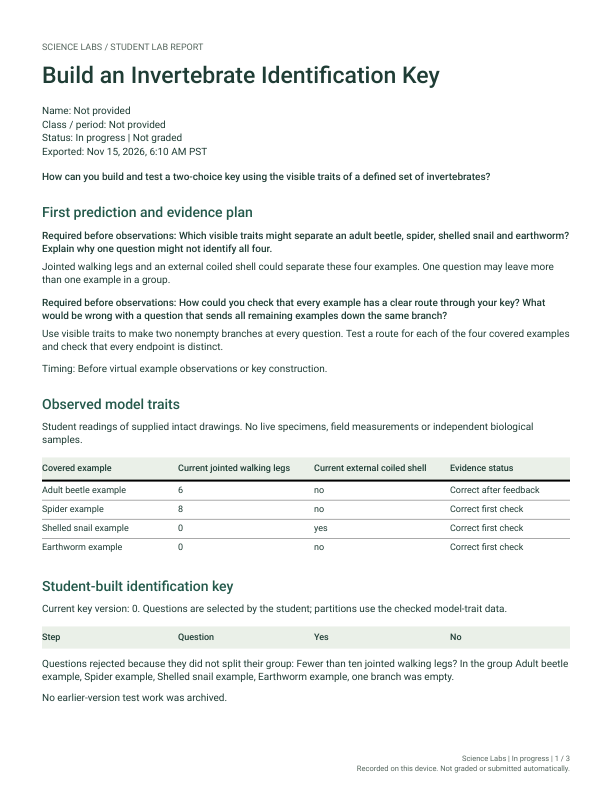 SCIENCE LABS / STUDENT LAB REPORT
Build an Invertebrate Identification Key
Name: Not provided
Class / period: Not provided
Status: In progress | Not graded
Exported: Nov 15, 2026, 6:10 AM PST
How can you build and test a two-choice key using the visible traits of a defined set of invertebrates?
First prediction and evidence plan
Required before observations: Which visible traits might separate an adult beetle, spider, shelled snail and earthworm?
Explain why one question might not identify all four.
Jointed walking legs and an external coiled shell could separate these four examples. One question may leave more
than one example in a group.
Required before observations: How could you check that every example has a clear route through your key? What
would be wrong with a question that sends all remaining examples down the same branch?
Use visible traits to make two nonempty branches at every question. Test a route for each of the four covered examples
and check that every endpoint is distinct.
Timing: Before virtual example observations or key construction.
Observed model traits
Student readings of supplied intact drawings. No live specimens, field measurements or independent biological
samples.
Covered example Current jointed walking legs Current external coiled shell Evidence status
Adult beetle example 6 no Correct after feedback
Spider example 8 no Correct first check
Shelled snail example 0 yes Correct first check
Earthworm example 0 no Correct first check
Student-built identification key
Current key version: 0. Questions are selected by the student; partitions use the checked model-trait data.
Step Question Yes No
Questions rejected because they did not split their group: Fewer than ten jointed walking legs? In the group Adult beetle
example, Spider example, Shelled snail example, Earthworm example, one branch was empty.
No earlier-version test work was archived.
Science Labs | In progress | 1 / 3
Recorded on this device. Not graded or submitted automatically.